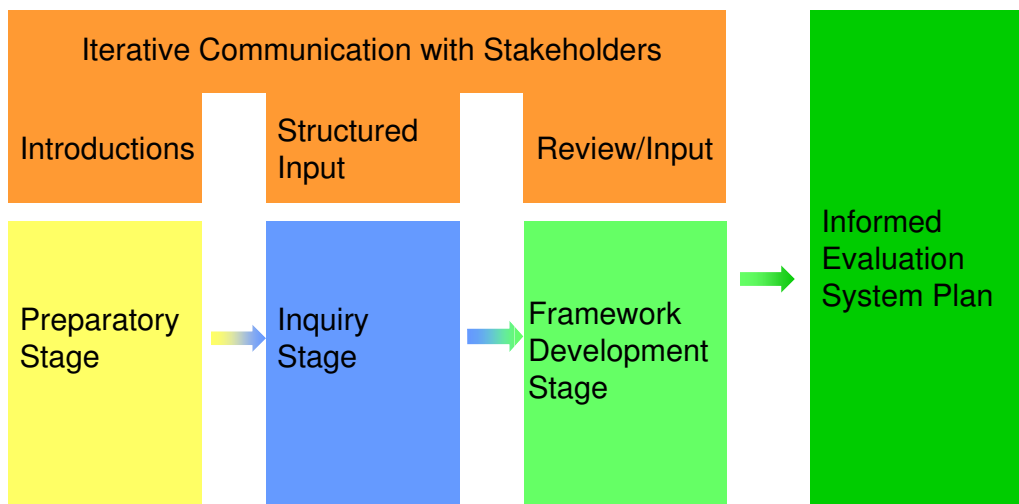 Iterative Communication with Stakeholders
Introductions
Structured
Input
Review/Input
Preparatory
Stage
Inquiry
Stage
Framework
Development
Stage
Informed
Evaluation
System Plan